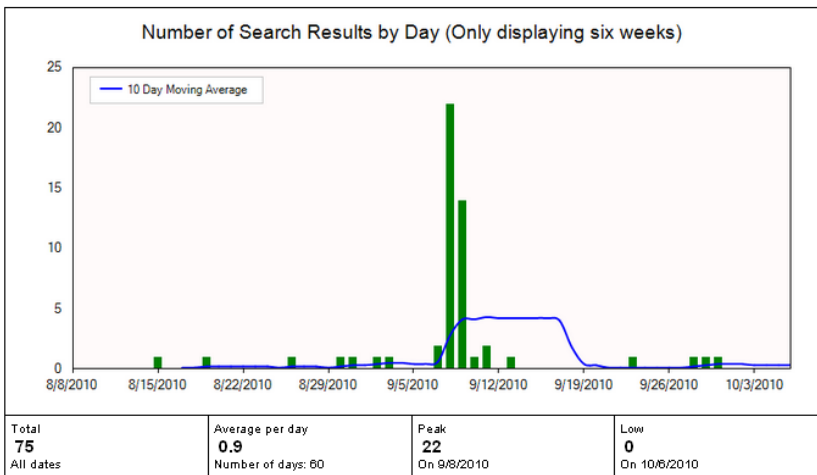 Number of Search Results by Day (Only displaying six weeks)
25
10 Day Moving Average
20
15
10
5
0
8/8/2010 8/15/2010 8/22/2010 8/29/2010 9/5/2010 9/12/2010 9/19/2010 9/26/2010 10/3/2010
Total Average per day Peak Low
75 0.9 22 0
All dates Number of days: 60 On 9/8/2010 On 10/6/2010